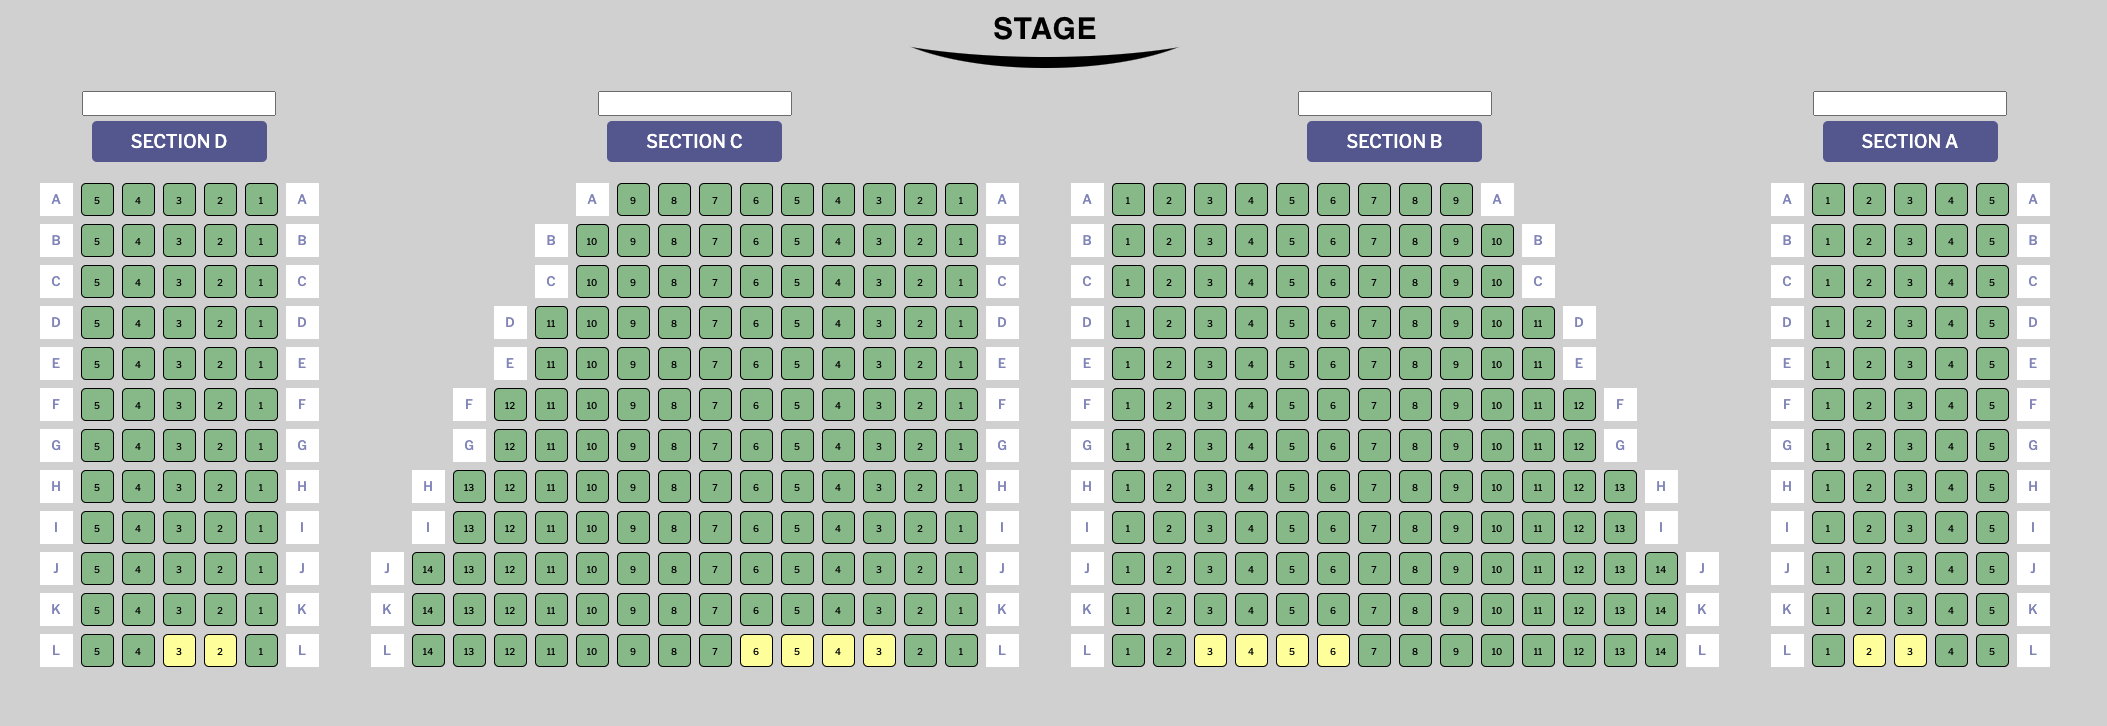 STAGE
SECTION D SECTION C SECTION B SECTION A
A 5 4 3 2 1 A A 9 8 7 6 5 4 3 2 1 A A 1 2 3 4 5 6 7 8 9 A A 1 2 3 4 5 A
B 5 4 3 2 1 B B 10 9 8 7 6 5 4 3 2 1 B B 1 2 3 4 5 6 7 8 9 10 B B 1 2 3 4 5 B
C 5 4 3 2 1 C C 10 9 8 7 6 5 4 3 2 1 C C 1 2 3 4 5 6 7 8 9 10 C C 1 2 3 4 5 C
D 5 4 3 2 1 D D 11 10 9 8 7 6 5 4 3 2 1 D D 1 2 3 4 5 6 7 8 9 10 11 D D 1 2 3 4 5 D
E 5 4 3 2 1 E E 11 10 9 8 7 6 5 4 3 2 1 E E 1 2 3 4 5 6 7 8 9 10 11 E E 1 2 3 4 5 E
F 5 4 3 2 1 F F 12 11 10 9 8 7 6 5 4 3 2 1 F F 1 2 3 4 5 6 7 8 9 10 11 12 F F 1 2 3 4 5 F
G 5 4 3 2 1 G G 12 11 10 9 8 7 6 5 4 3 2 1 G G 1 2 3 4 5 6 7 8 9 10 11 12 G G 1 2 3 4 5 G
H 5 4 3 2 1 H H 13 12 11 10 9 8 7 6 5 4 3 2 1 H H 1 2 3 4 5 6 7 8 9 10 11 12 13 H H 1 2 3 4 5 H
I 5 4 3 2 1 I I 13 12 11 10 9 8 7 6 5 4 3 2 1 I I 1 2 3 4 5 6 7 8 9 10 11 12 13 I I 1 2 3 4 5 I
J 5 4 3 2 1 J J 14 13 12 11 10 9 8 7 6 5 4 3 2 1 J J 1 2 3 4 5 6 7 8 9 10 11 12 13 14 J J 1 2 3 4 5 J
K 5 4 3 2 1 K K 14 13 12 11 10 9 8 7 6 5 4 3 2 1 K K 1 2 3 4 5 6 7 8 9 10 11 12 13 14 K K 1 2 3 4 5 K
L 5 4 3 2 1 L L 14 13 12 11 10 9 8 7 6 5 4 3 2 1 L L 1 2 3 4 5 6 7 8 9 10 11 12 13 14 L L 1 2 3 4 5 L